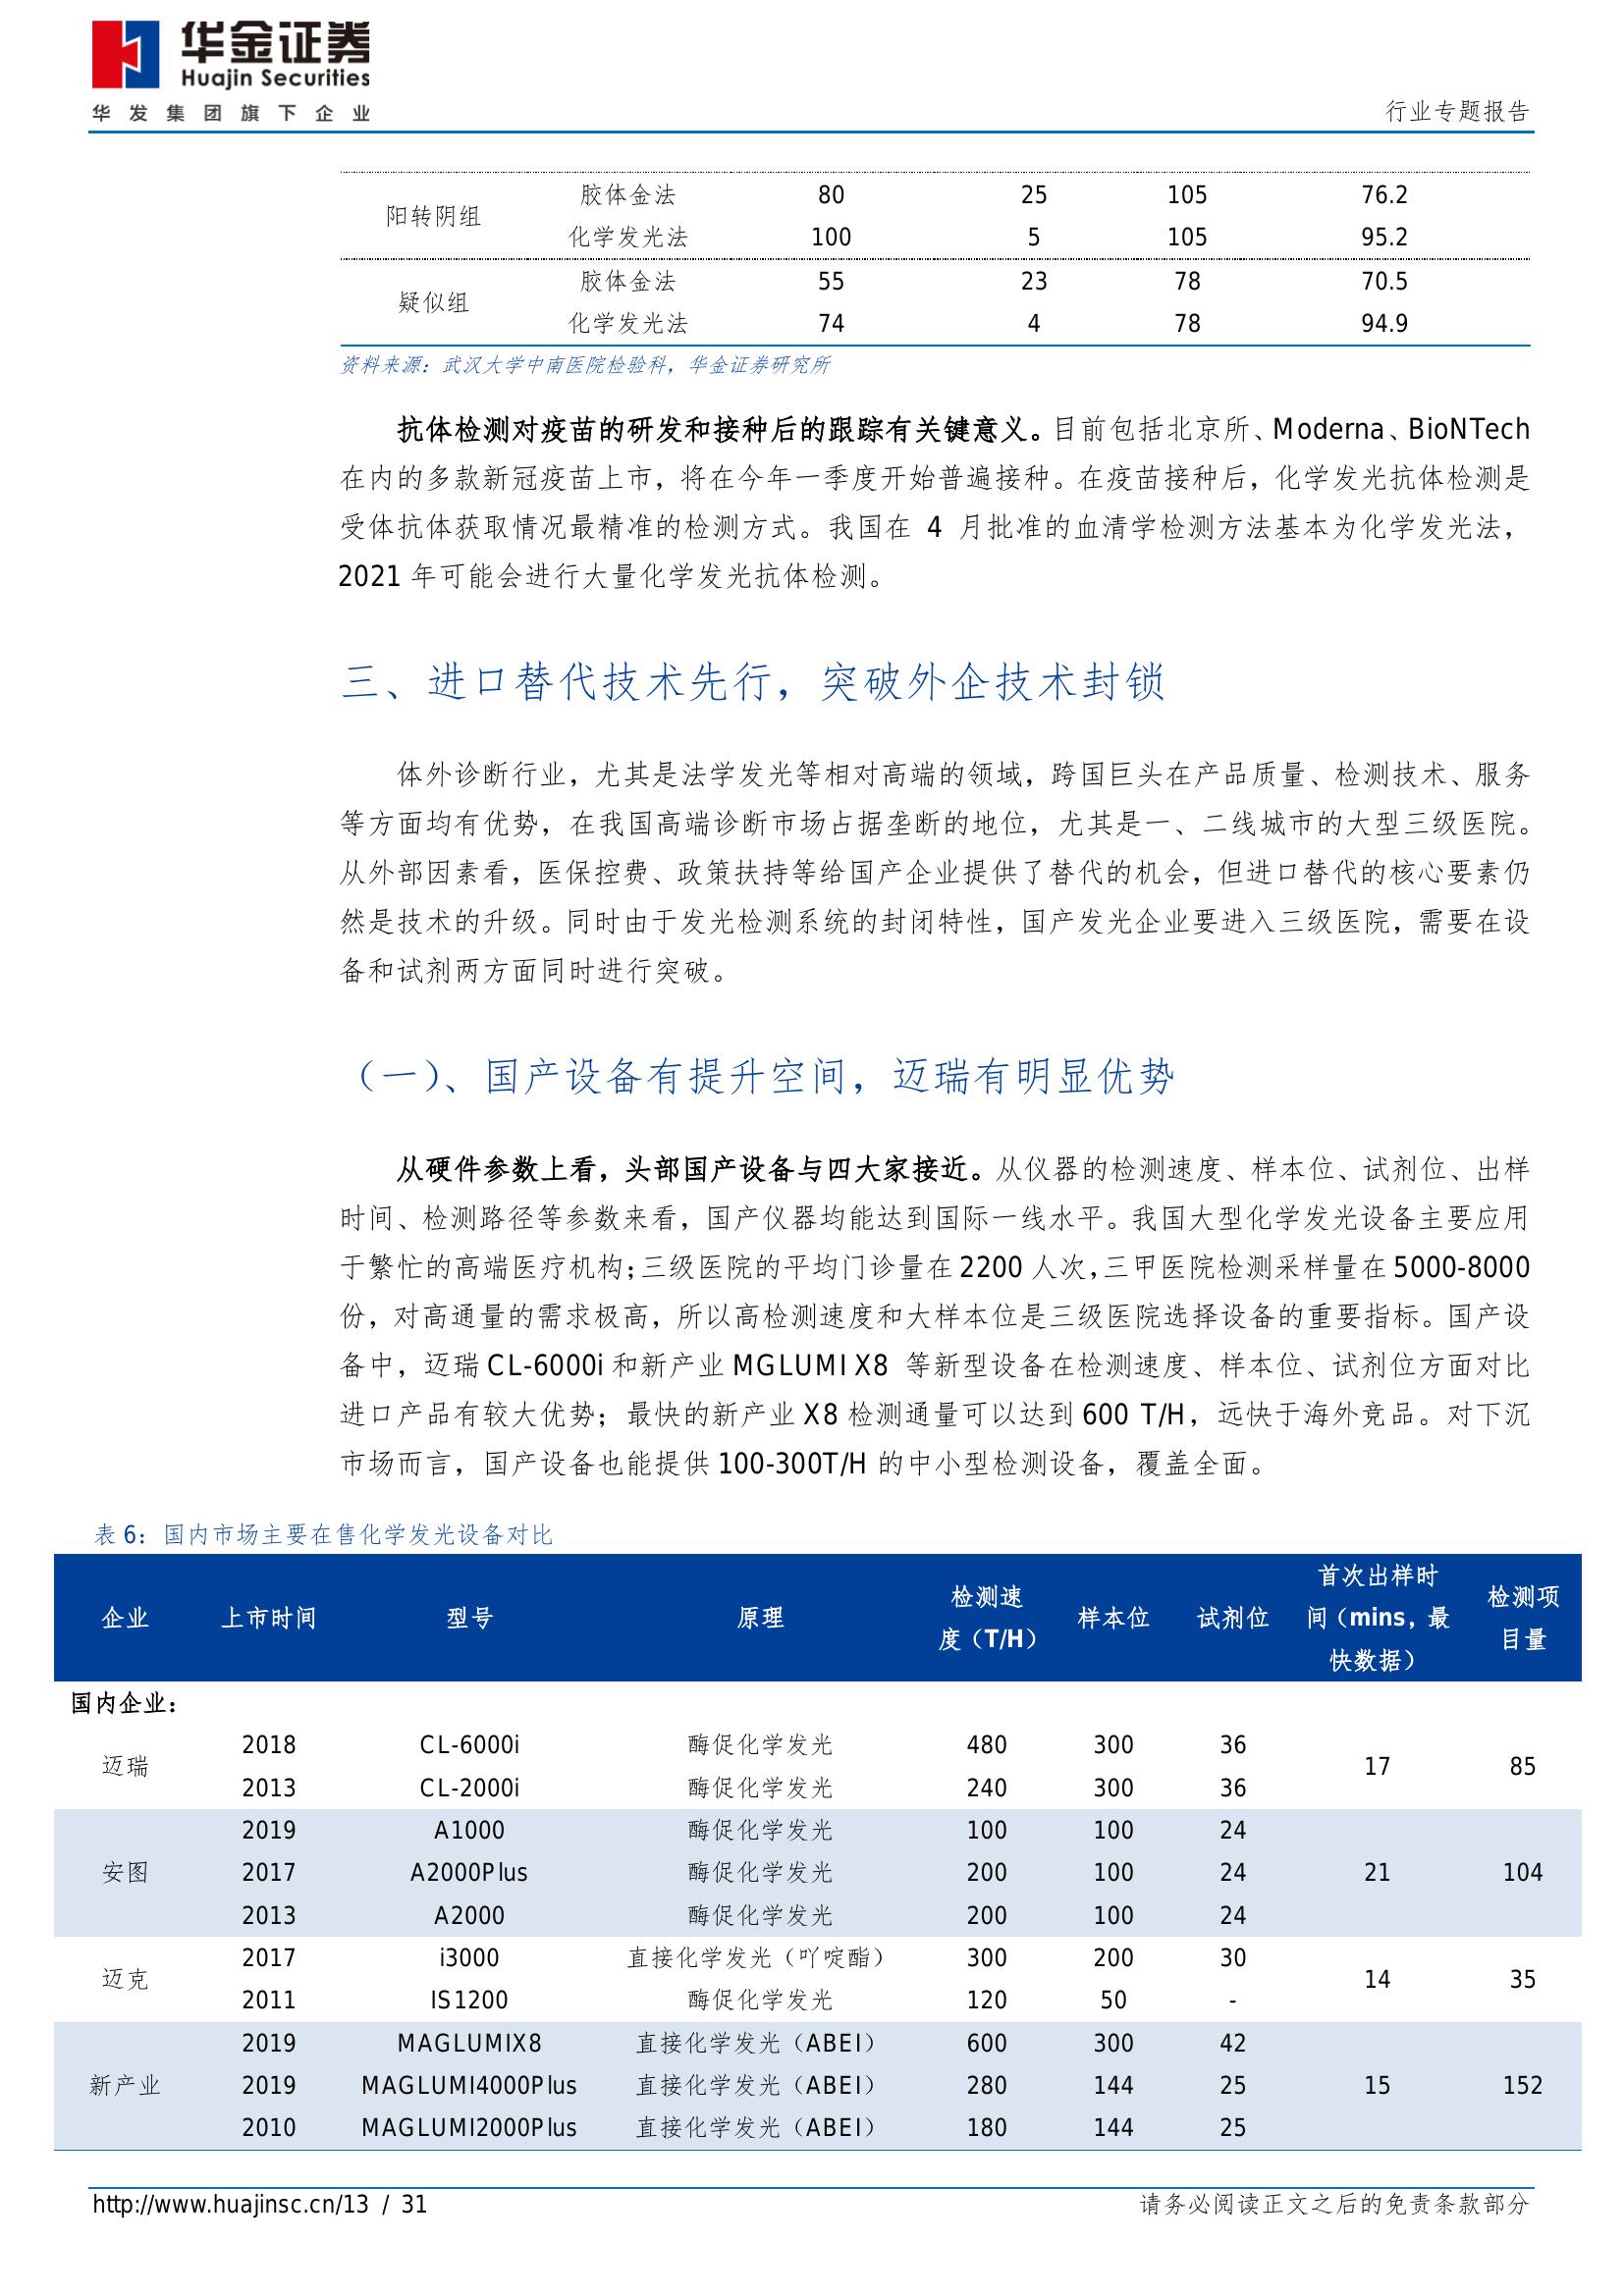 华金证券
Huajin Securities
华发集团旗下企业
行业专题报告
阳转阴组 胶体金法 80 25 105 76.2
化学发光法 100 5 105 95.2
疑似组 胶体金法 55 23 78 70.5
化学发光法 74 4 78 94.9
资料来源：武汉大学中南医院检验科，华金证券研究所
抗体检测对疫苗的研发和接种后的跟踪有关键意义。目前包括北京所、Moderna、BioNTech
在内的多款新冠疫苗上市，将在今年一季度开始普遍接种。在疫苗接种后，化学发光抗体检测是
受体抗体获取情况最精准的检测方式。我国在 4 月批准的血清学检测方法基本为化学发光法，
2021 年可能会进行大量化学发光抗体检测。
三、进口替代技术先行，突破外企技术封锁
体外诊断行业，尤其是法学发光等相对高端的领域，跨国巨头在产品质量、检测技术、服务
等方面均有优势，在我国高端诊断市场占据垄断的地位，尤其是一、二线城市的大型三级医院。
从外部因素看，医保控费、政策扶持等给国产企业提供了替代的机会，但进口替代的核心要素仍
然是技术的升级。同时由于发光检测系统的封闭特性，国产发光企业要进入三级医院，需要在设
备和试剂两方面同时进行突破。
（一）、国产设备有提升空间，迈瑞有明显优势
从硬件参数上看，头部国产设备与四大家接近。从仪器的检测速度、样本位、试剂位、出样
时间、检测路径等参数来看，国产仪器均能达到国际一线水平。我国大型化学发光设备主要应用
于繁忙的高端医疗机构；三级医院的平均门诊量在 2200 人次，三甲医院检测采样量在 5000-8000
份，对高通量的需求极高，所以高检测速度和大样本位是三级医院选择设备的重要指标。国产设
备中，迈瑞 CL-6000i 和新产业 MGLUMI X8 等新型设备在检测速度、样本位、试剂位方面对比
进口产品有较大优势；最快的新产业 X8 检测通量可以达到 600 T/H，远快于海外竞品。对下沉
市场而言，国产设备也能提供 100-300T/H 的中小型检测设备，覆盖全面。
表 6：国内市场主要在售化学发光设备对比
企业 上市时间 型号 原理 检测速度（T/H） 样本位 试剂位 首次出样时间（mins，最快数据） 检测项目量
国内企业：
迈瑞 2018 CL-6000i 酶促化学发光 480 300 36 17 85
2013 CL-2000i 酶促化学发光 240 300 36
安图 2019 A1000 酶促化学发光 100 100 24
2017 A2000Plus 酶促化学发光 200 100 24 21 104
2013 A2000 酶促化学发光 200 100 24
迈克 2017 i3000 直接化学发光（吖啶酯） 300 200 30 14 35
2011 IS1200 酶促化学发光 120 50 -
新产业 2019 MAGLUMIX8 直接化学发光（ABEI） 600 300 42
2019 MAGLUMI4000Plus 直接化学发光（ABEI） 280 144 25 15 152
2010 MAGLUMI2000Plus 直接化学发光（ABEI） 180 144 25
http://www.huajinsc.cn/13 / 31
请务必阅读正文之后的免责条款部分